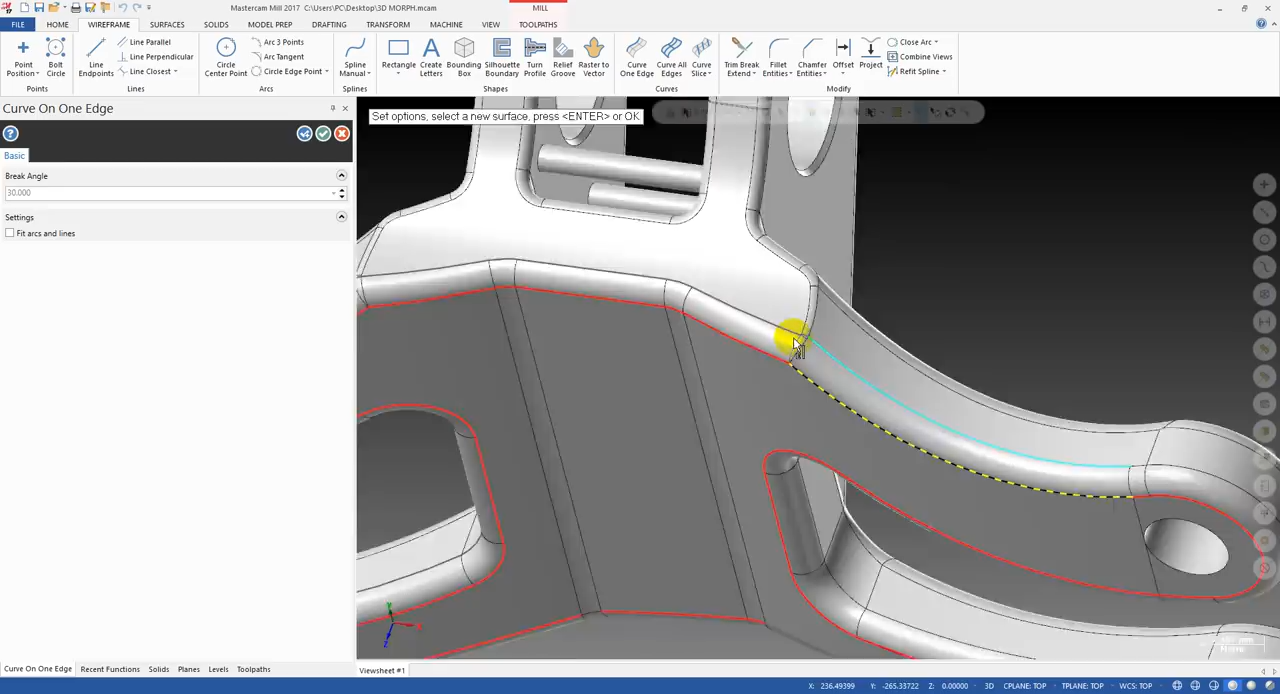 Mastercam Mill 2017 C:\Users\PC\Desktop\3D MORPH.mcam
MILL
FILE HOME WIREFRAME SURFACES SOLIDS MODEL PREP DRAFTING TRANSFORM MACHINE VIEW TOOLPATHS
Point Position
Bolt Circle
Points
Line Endpoints
Line Parallel
Line Perpendicular
Line Closest
Lines
Circle Center Point
Arc 3 Points
Arc Tangent
Circle Edge Point
Arcs
Spline Manual
Splines
Rectangle
Create Letters
Bounding Box
Silhouette Boundary
Turn Profile
Relief Groove
Raster to Vector
Shapes
Curve One Edge
Curve All Edges
Curve Slice
Curves
Trim Break Extend
Fillet Entities
Chamfer Entities
Offset
Project
Close Arc
Combine Views
Refit Spline
Modify
Curve On One Edge
Set options, select a new surface, press <ENTER> or OK
Basic
Break Angle
30.000
Settings
Fit arcs and lines
Curve On One Edge Recent Functions Solids Planes Levels Toolpaths
Viewsheet #1
X: 236.49399 Y: -265.33722 Z: 0.00000 3D CPLANE: TOP TPLANE: TOP WCS: TOP